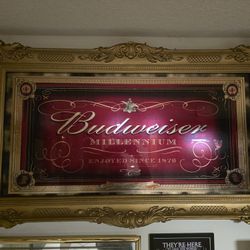 Budweiser
MILLENNIUM
ENJOYED SINCE 1876
THEY'RE HERE